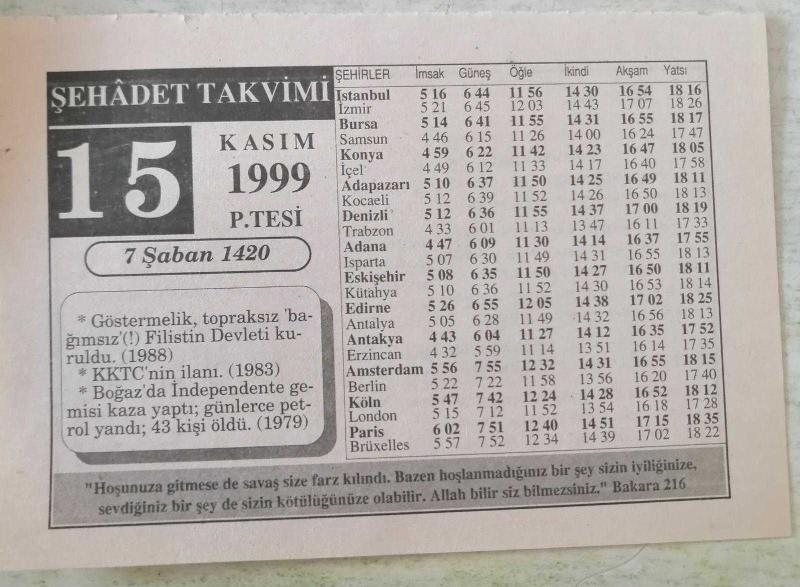 ŞEHÂDET TAKVİMİ
15
KASIM
1999
P.TESİ
7 Şaban 1420
* Göstermelik, topraksız 'ba-
ğımsız'(!) Filistin Devleti ku-
ruldu. (1988)
* KKTC'nin ilanı. (1983)
* Boğaz'da İndependente ge-
misi kaza yaptı; günlerce pet-
rol yandı; 43 kişi öldü. (1979)
ŞEHİRLER İmsak Güneş Öğle İkindi Akşam Yatsı
İstanbul 5 16 6 44 11 56 14 30 16 54 18 16
İzmir 5 21 6 45 12 03 14 43 17 07 18 26
Bursa 5 14 6 41 11 55 14 31 16 55 18 17
Samsun 4 46 6 15 11 26 14 00 16 24 17 47
Konya 4 59 6 22 11 42 14 23 16 47 18 05
İçel 4 49 6 12 11 33 14 17 16 40 17 58
Adapazarı 5 10 6 37 11 50 14 25 16 49 18 11
Kocaeli 5 12 6 39 11 52 14 26 16 50 18 13
Denizli 5 12 6 36 11 55 14 37 17 00 18 19
Trabzon 4 33 6 01 11 13 13 47 16 11 17 33
Adana 4 47 6 09 11 30 14 14 16 37 17 55
Isparta 5 07 6 30 11 49 14 31 16 55 18 13
Eskişehir 5 08 6 35 11 50 14 27 16 50 18 11
Kütahya 5 10 6 36 11 52 14 30 16 53 18 14
Edirne 5 26 6 55 12 05 14 38 17 02 18 25
Antalya 5 05 6 28 11 49 14 32 16 56 18 13
Antakya 4 43 6 04 11 27 14 12 16 35 17 52
Erzincan 4 32 5 59 11 14 13 51 16 14 17 35
Amsterdam 5 56 7 55 12 32 14 31 16 55 18 15
Berlin 5 22 7 22 11 58 13 56 16 20 17 40
Köln 5 47 7 42 12 24 14 28 16 52 18 12
London 5 15 7 12 11 52 13 54 16 18 17 28
Paris 6 02 7 51 12 40 14 51 17 15 18 35
Brüxelles 5 57 7 52 12 34 14 39 17 02 18 22
"Hoşunuza gitmese de savaş size farz kılındı. Bazen hoşlanmadığınız bir şey sizin iyiliğinize,
sevdiğiniz bir şey de sizin kötülüğünüze olabilir. Allah bilir siz bilmezsiniz." Bakara 216